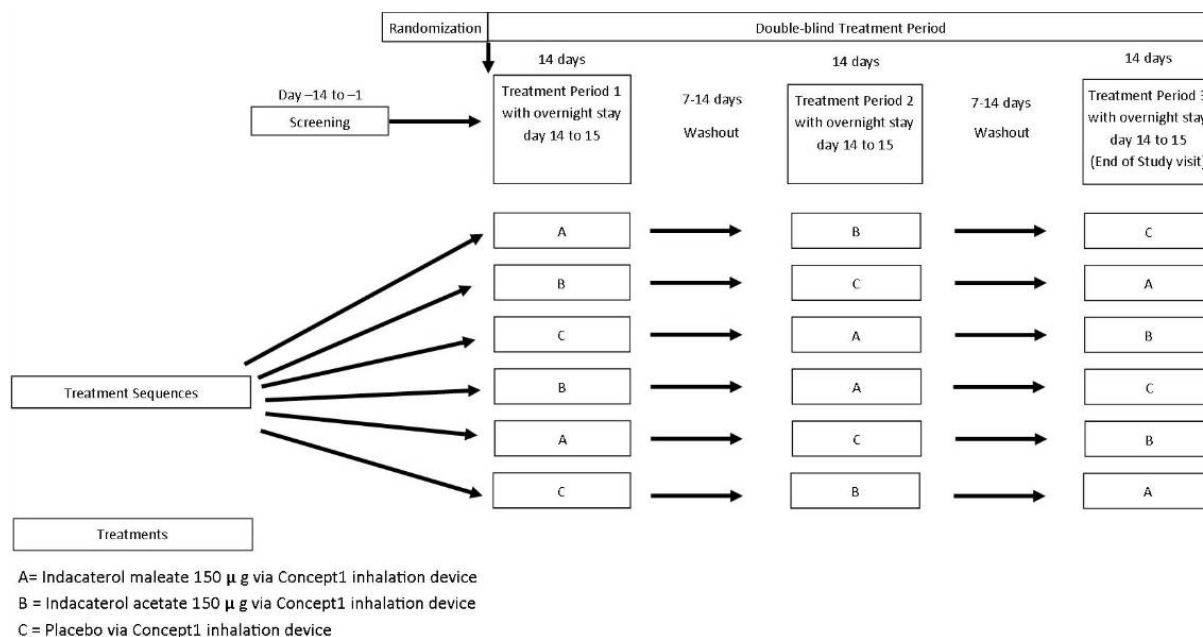 Randomization
Double-blind Treatment Period
14 days
14 days
14 days
Day –14 to –1
Screening
Treatment Period 1
with overnight stay
day 14 to 15
7-14 days
Washout
Treatment Period 2
with overnight stay
day 14 to 15
7-14 days
Washout
Treatment Period 3
with overnight stay
day 14 to 15
(End of Study visit)
A
B
C
B
C
A
C
A
B
Treatment Sequences
B
A
C
A
C
B
C
B
A
Treatments
A= Indacaterol maleate 150 μ g via Concept1 inhalation device
B = Indacaterol acetate 150 μ g via Concept1 inhalation device
C = Placebo via Concept1 inhalation device